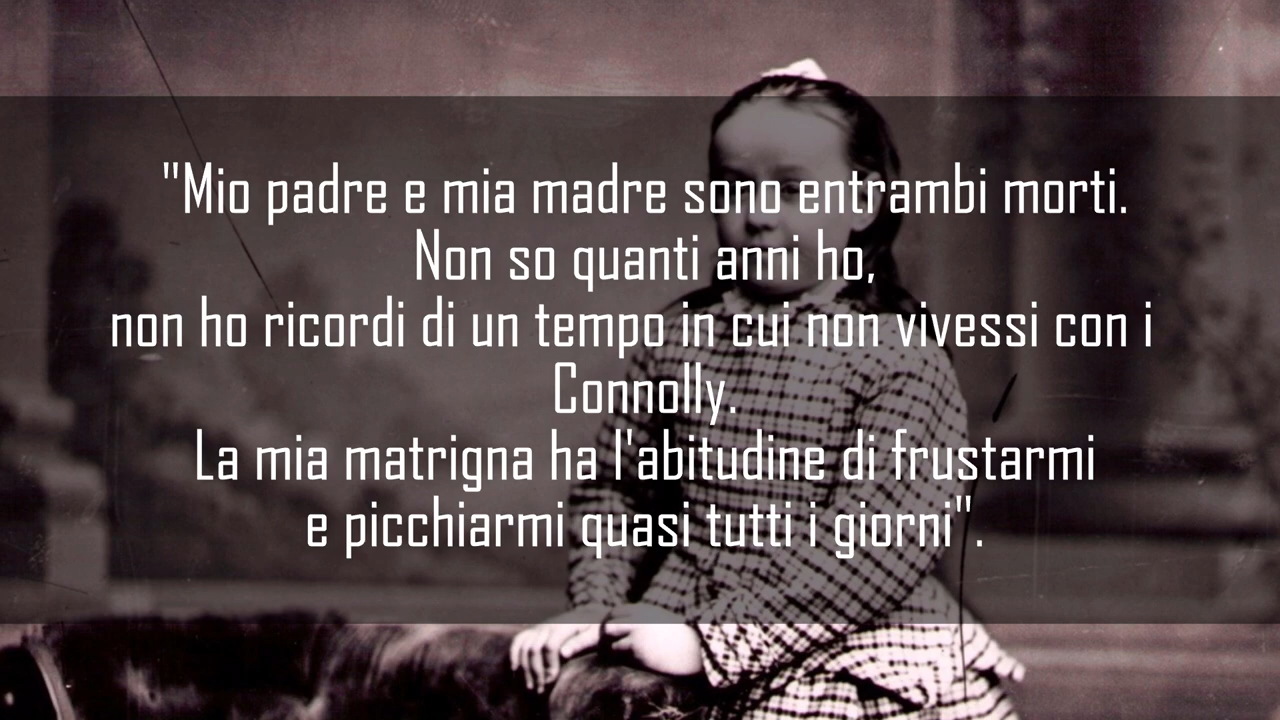 "Mio padre e mia madre sono entrambi morti.
Non so quanti anni ho,
non ho ricordi di un tempo in cui non vivessi con i
Connolly.
La mia matrigna ha l'abitudine di frustarmi
e picchiarmi quasi tutti i giorni".